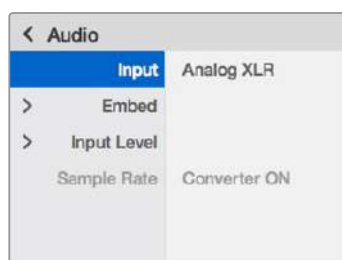 < Audio
Input Analog XLR
> Embed
> Input Level
Sample Rate Converter ON